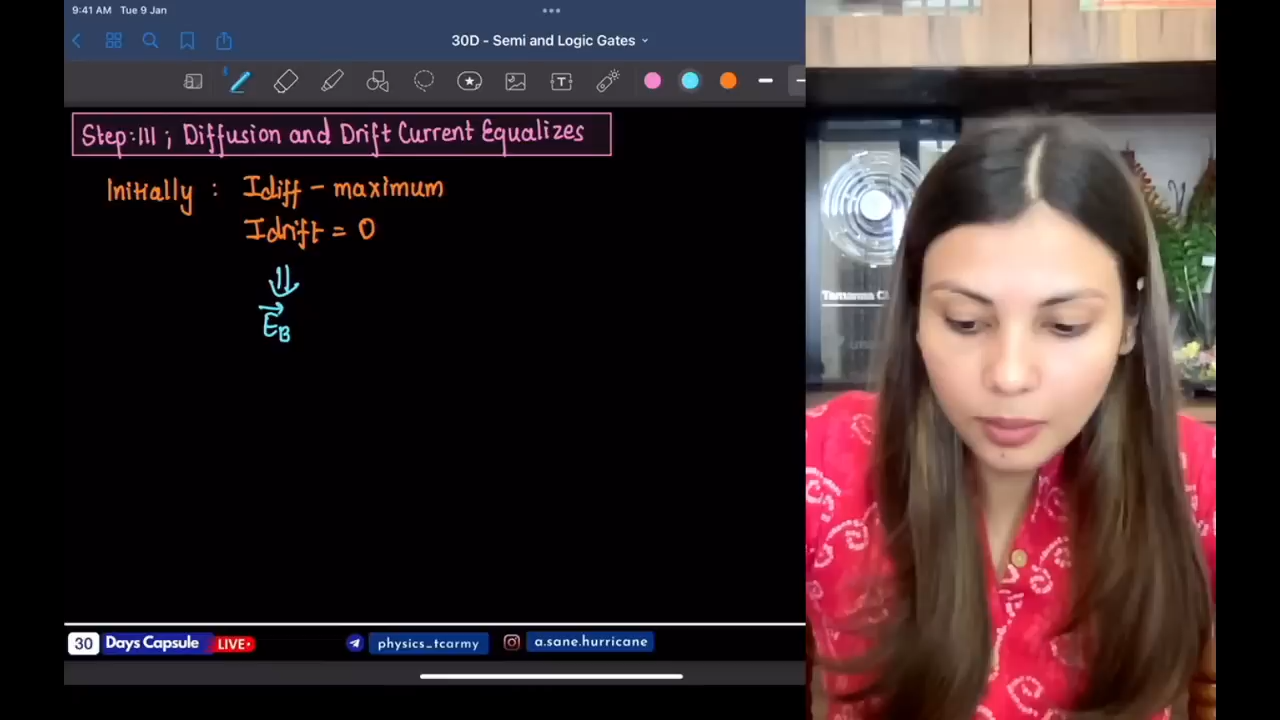 9:41 AM Tue 9 Jan
30D - Semi and Logic Gates
Step:III ; Diffusion and Drift Current Equalizes
Initially : Idiff - maximum
Idrift = 0
⇓
E⃗B
30 Days Capsule LIVE
physics_tcarmy
a.sane.hurricane